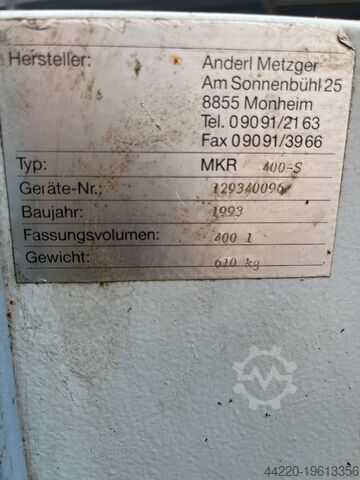 Hersteller: Anderl Metzger
Am Sonnenbühl 25
8855 Monheim
Tel. 09091/2163
Fax 09091/3966
Typ: MKR 400-S
Geräte-Nr.: 129340096
Baujahr: 1993
Fassungsvolumen: 400 l
Gewicht: 610 kg
44220-19613356